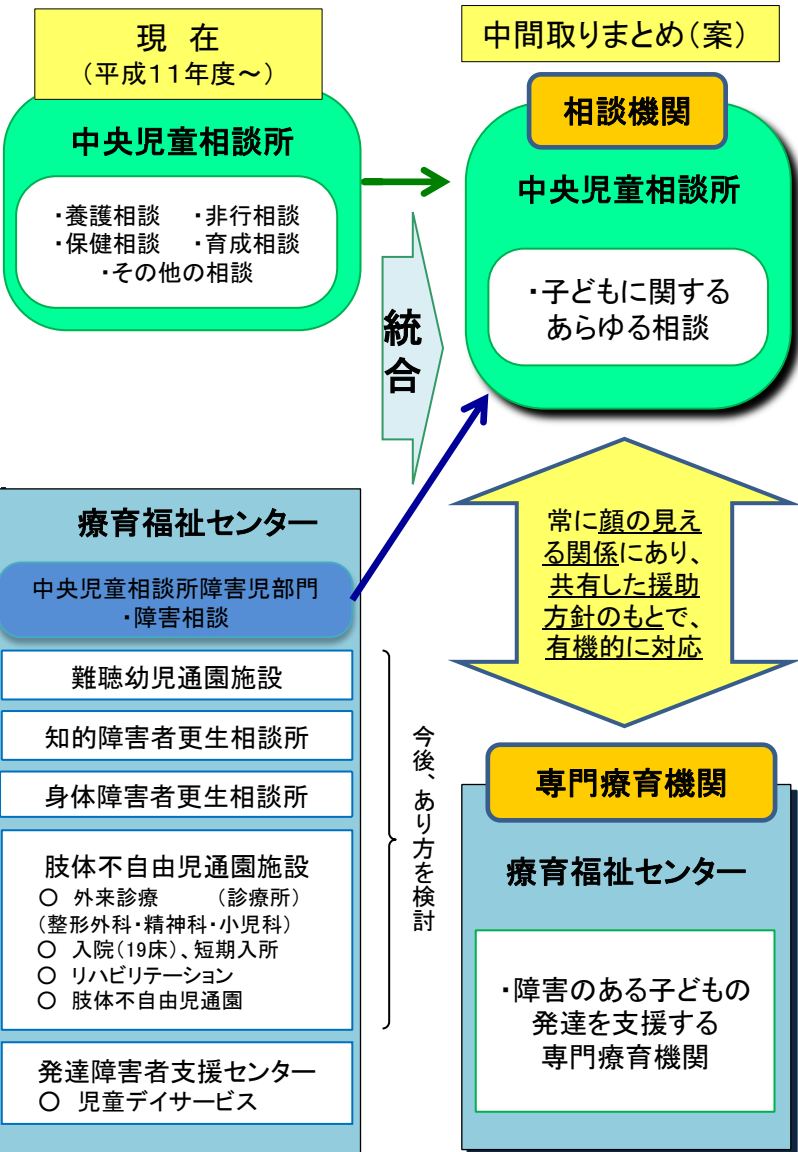 現 在
（平成11年度～）
中央児童相談所
・養護相談 ・非行相談
・保健相談 ・育成相談
・その他の相談
中間取りまとめ（案）
相談機関
中央児童相談所
・子どもに関する
あらゆる相談
統
合
療育福祉センター
中央児童相談所障害児部門
・障害相談
難聴幼児通園施設
知的障害者更生相談所
身体障害者更生相談所
肢体不自由児通園施設
○ 外来診療 （診療所）
（整形外科・精神科・小児科）
○ 入院（19床）、短期入所
○ リハビリテーション
○ 肢体不自由児通園
発達障害者支援センター
○ 児童デイサービス
今後、あり方を検討
常に顔の見え
る関係にあり、
共有した援助
方針のもとで、
有機的に対応
専門療育機関
療育福祉センター
・障害のある子どもの
発達を支援する
専門療育機関